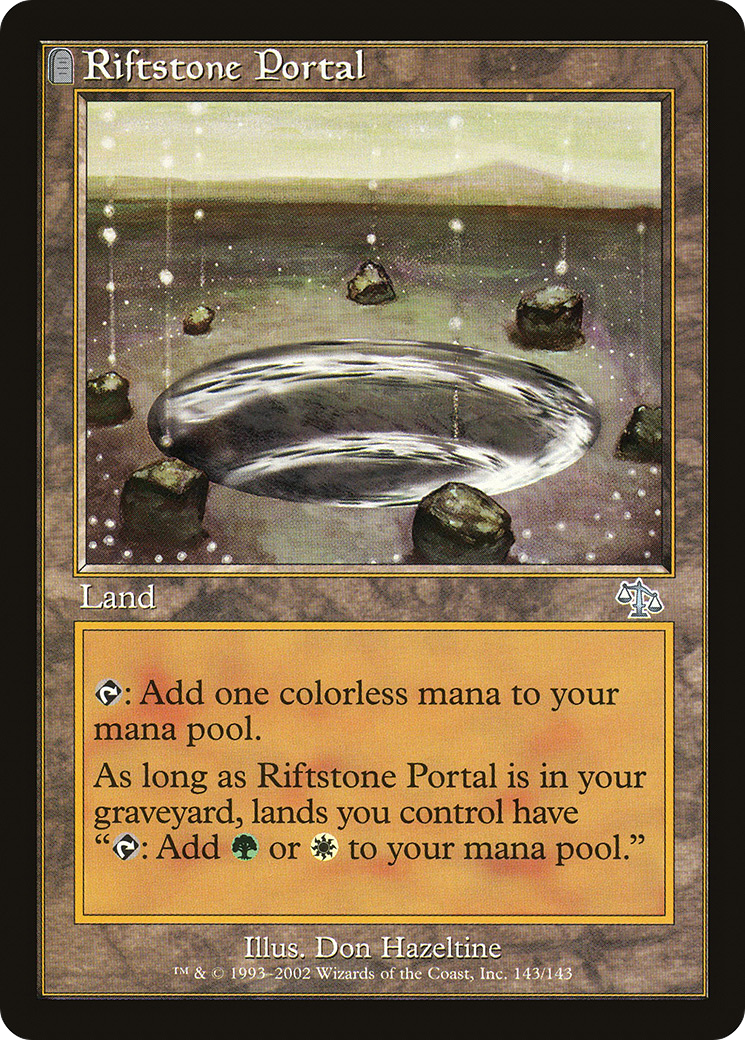 Riftstone Portal
Land
: Add one colorless mana to your
mana pool.
As long as Riftstone Portal is in your
graveyard, lands you control have
“: Add or to your mana pool.”
Illus. Don Hazeltine
™ & © 1993–2002 Wizards of the Coast, Inc. 143/143